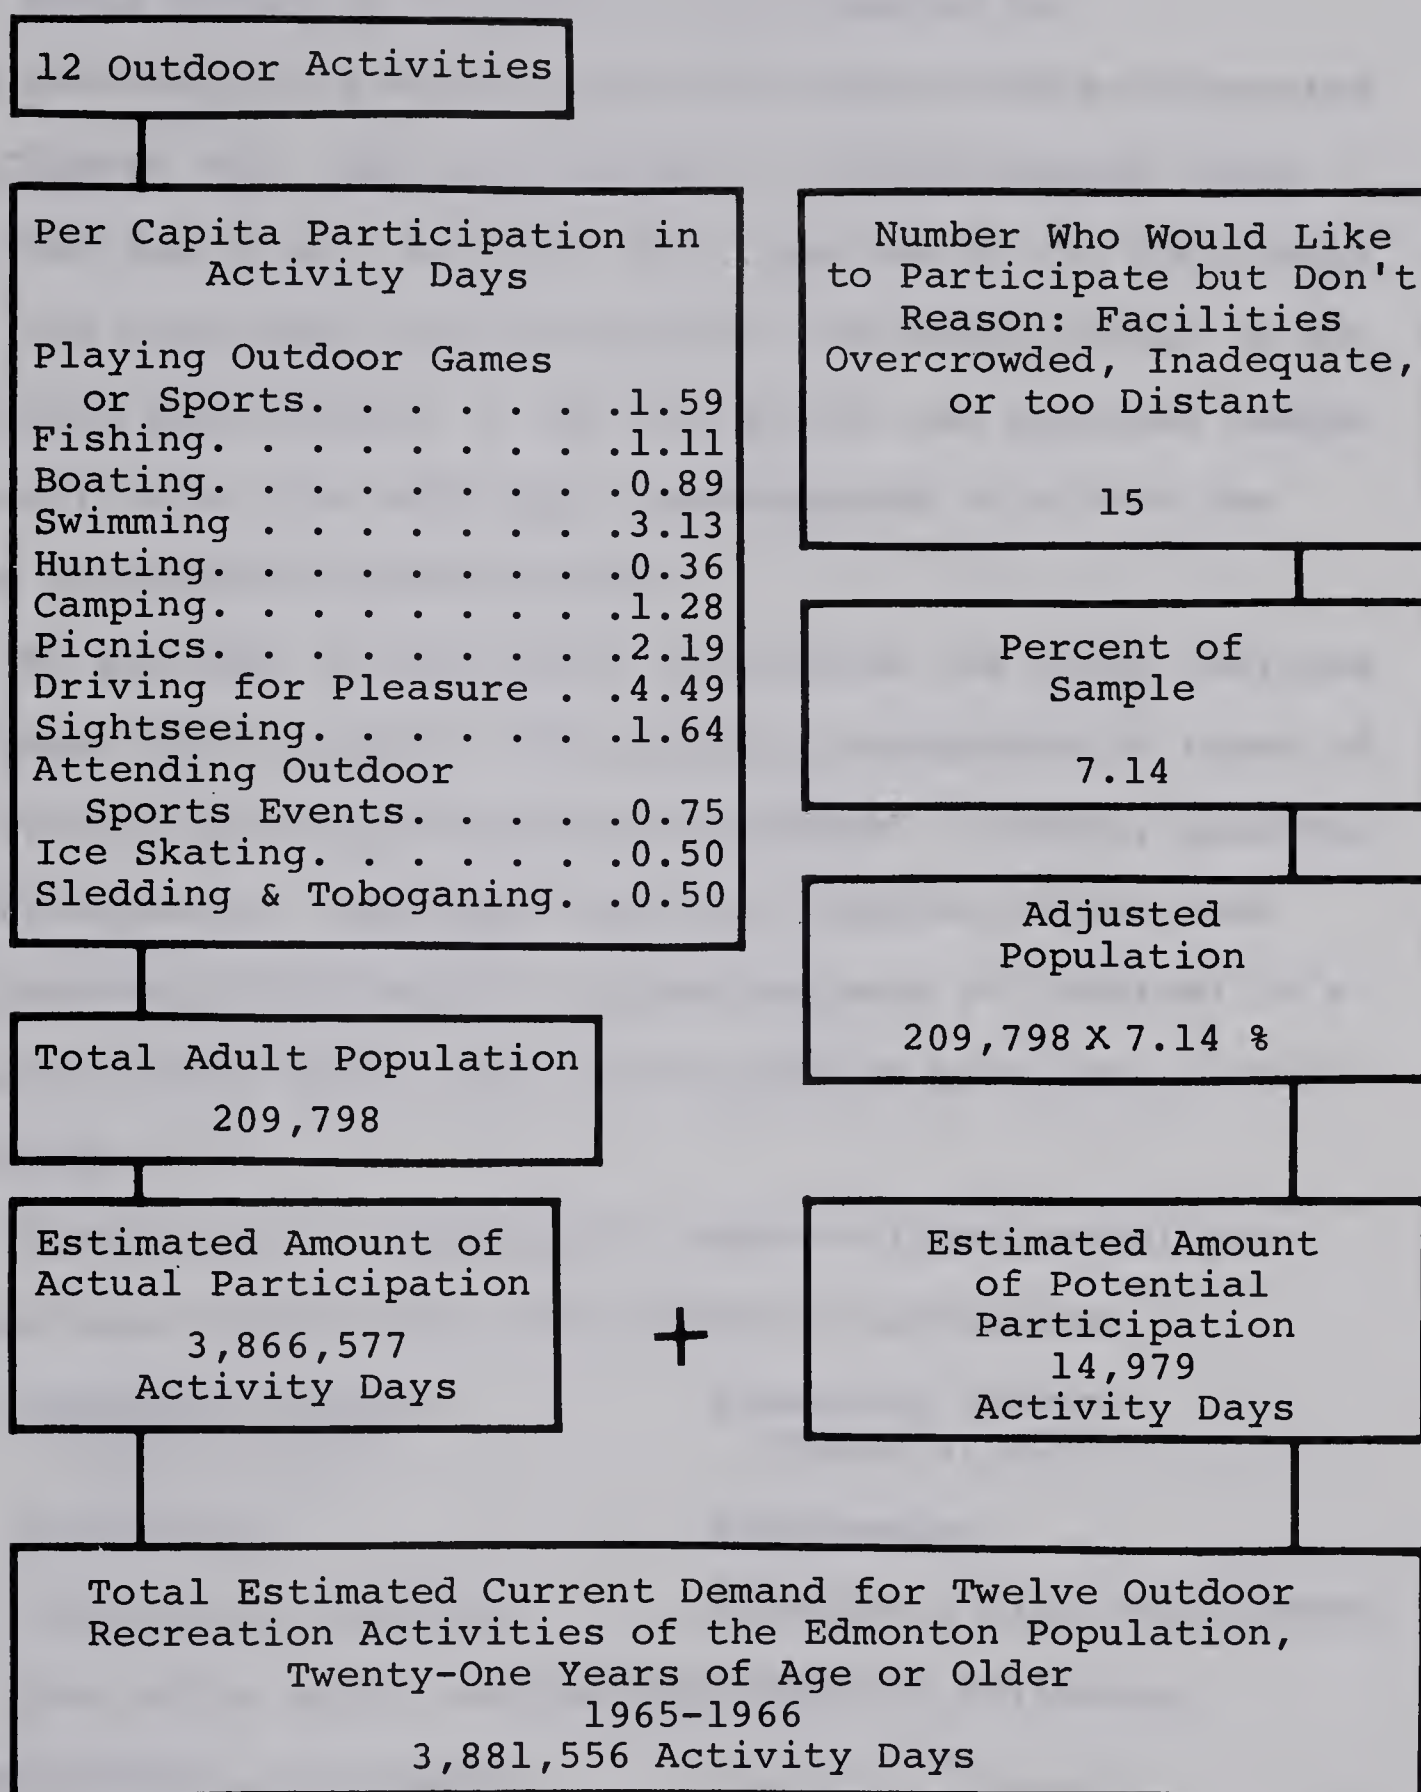 12 Outdoor Activities
Per Capita Participation in
Activity Days
Playing Outdoor Games
or Sports. . . . . . .1.59
Fishing. . . . . . . . .1.11
Boating. . . . . . . . .0.89
Swimming . . . . . . . .3.13
Hunting. . . . . . . . .0.36
Camping. . . . . . . . .1.28
Picnics. . . . . . . . .2.19
Driving for Pleasure . .4.49
Sightseeing. . . . . . .1.64
Attending Outdoor
Sports Events. . . . .0.75
Ice Skating. . . . . . .0.50
Sledding & Toboganing. .0.50
Total Adult Population
209,798
Estimated Amount of
Actual Participation
3,866,577
Activity Days
+
Number Who Would Like
to Participate but Don't
Reason: Facilities
Overcrowded, Inadequate,
or too Distant
15
Percent of
Sample
7.14
Adjusted
Population
209,798 X 7.14 %
Estimated Amount
of Potential
Participation
14,979
Activity Days
Total Estimated Current Demand for Twelve Outdoor
Recreation Activities of the Edmonton Population,
Twenty-One Years of Age or Older
1965-1966
3,881,556 Activity Days